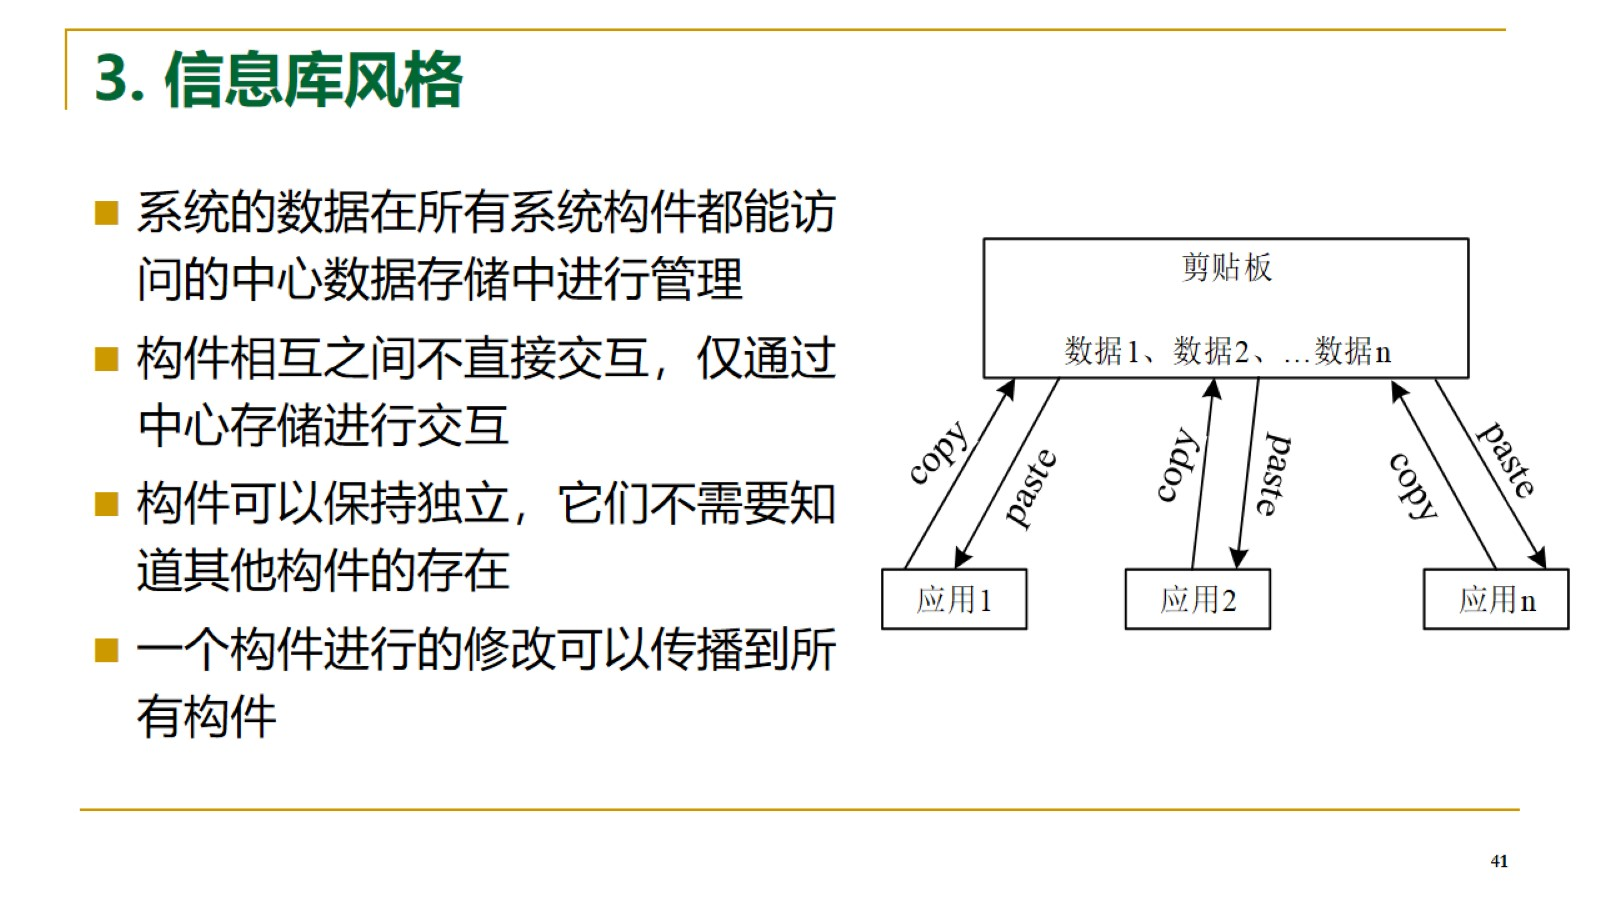 3. 信息库风格
系统的数据在所有系统构件都能访
问的中心数据存储中进行管理
构件相互之间不直接交互，仅通过
中心存储进行交互
构件可以保持独立，它们不需要知
道其他构件的存在
一个构件进行的修改可以传播到所
有构件
剪贴板
数据1、数据2、...数据n
copy
paste
copy
paste
copy
paste
应用1
应用2
应用n
41